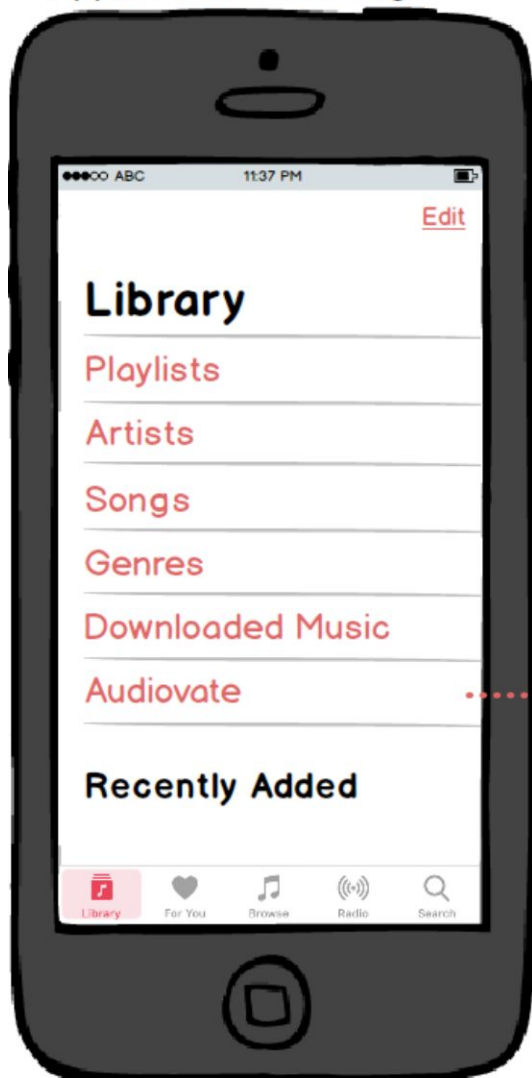 ABC 11:37 PM
Edit
Library
Playlists
Artists
Songs
Genres
Downloaded Music
Audiovate
Recently Added
Library For You Browse Radio Search